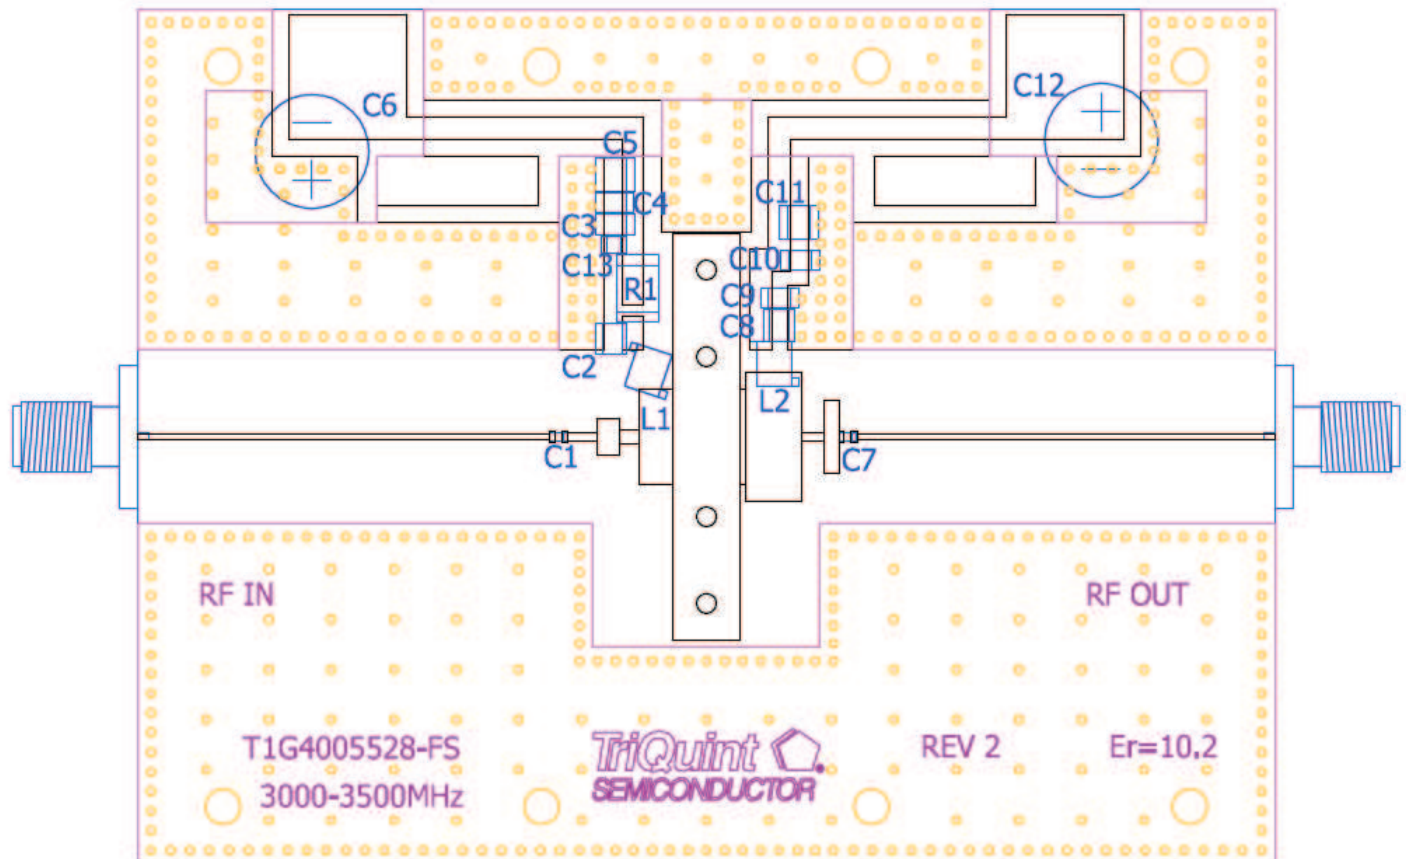 C6
C12
C5
C4
C11
C3
C13
C10
R1
C9
C8
C2
L1
L2
C1
C7
RF IN
RF OUT
T1G4005528-FS
3000-3500MHz
TriQuint
SEMICONDUCTOR
REV 2
Er=10.2